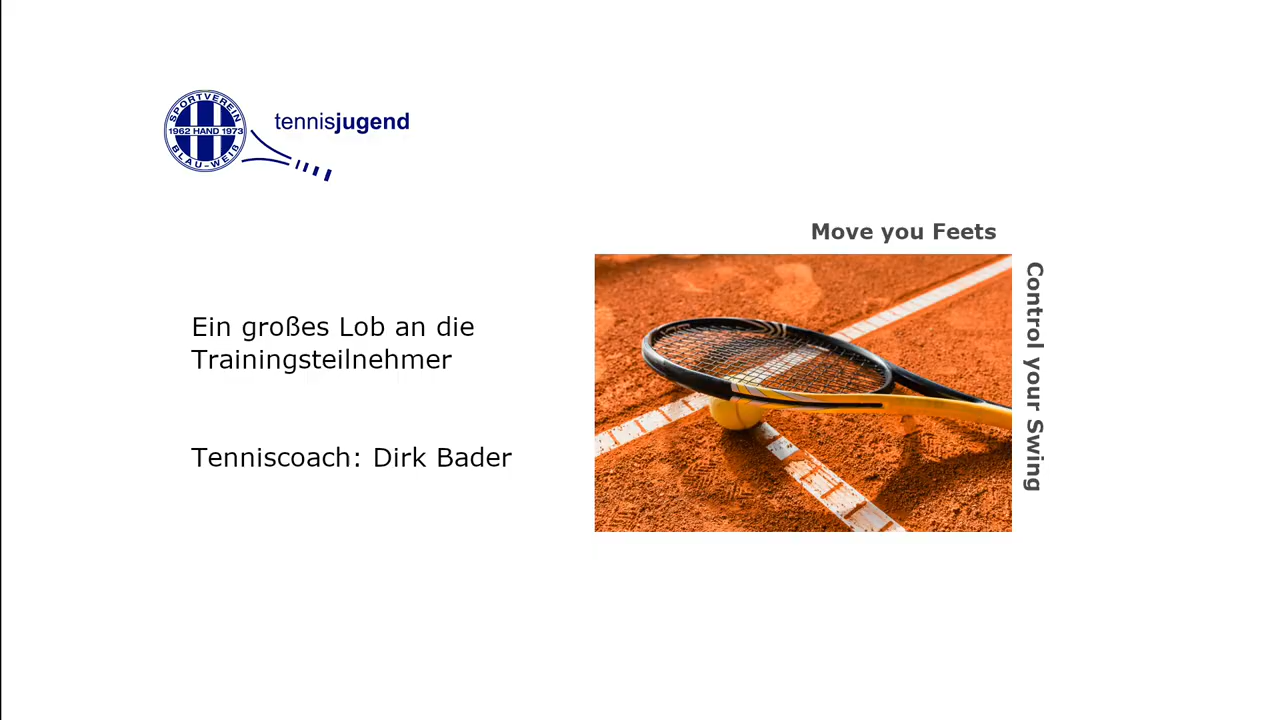 SPORTVEREIN
1962 HAND 1973
BLAU-WEIß
tennisjugend
Move you Feets
Control your Swing
Ein großes Lob an die
Trainingsteilnehmer
Tenniscoach: Dirk Bader